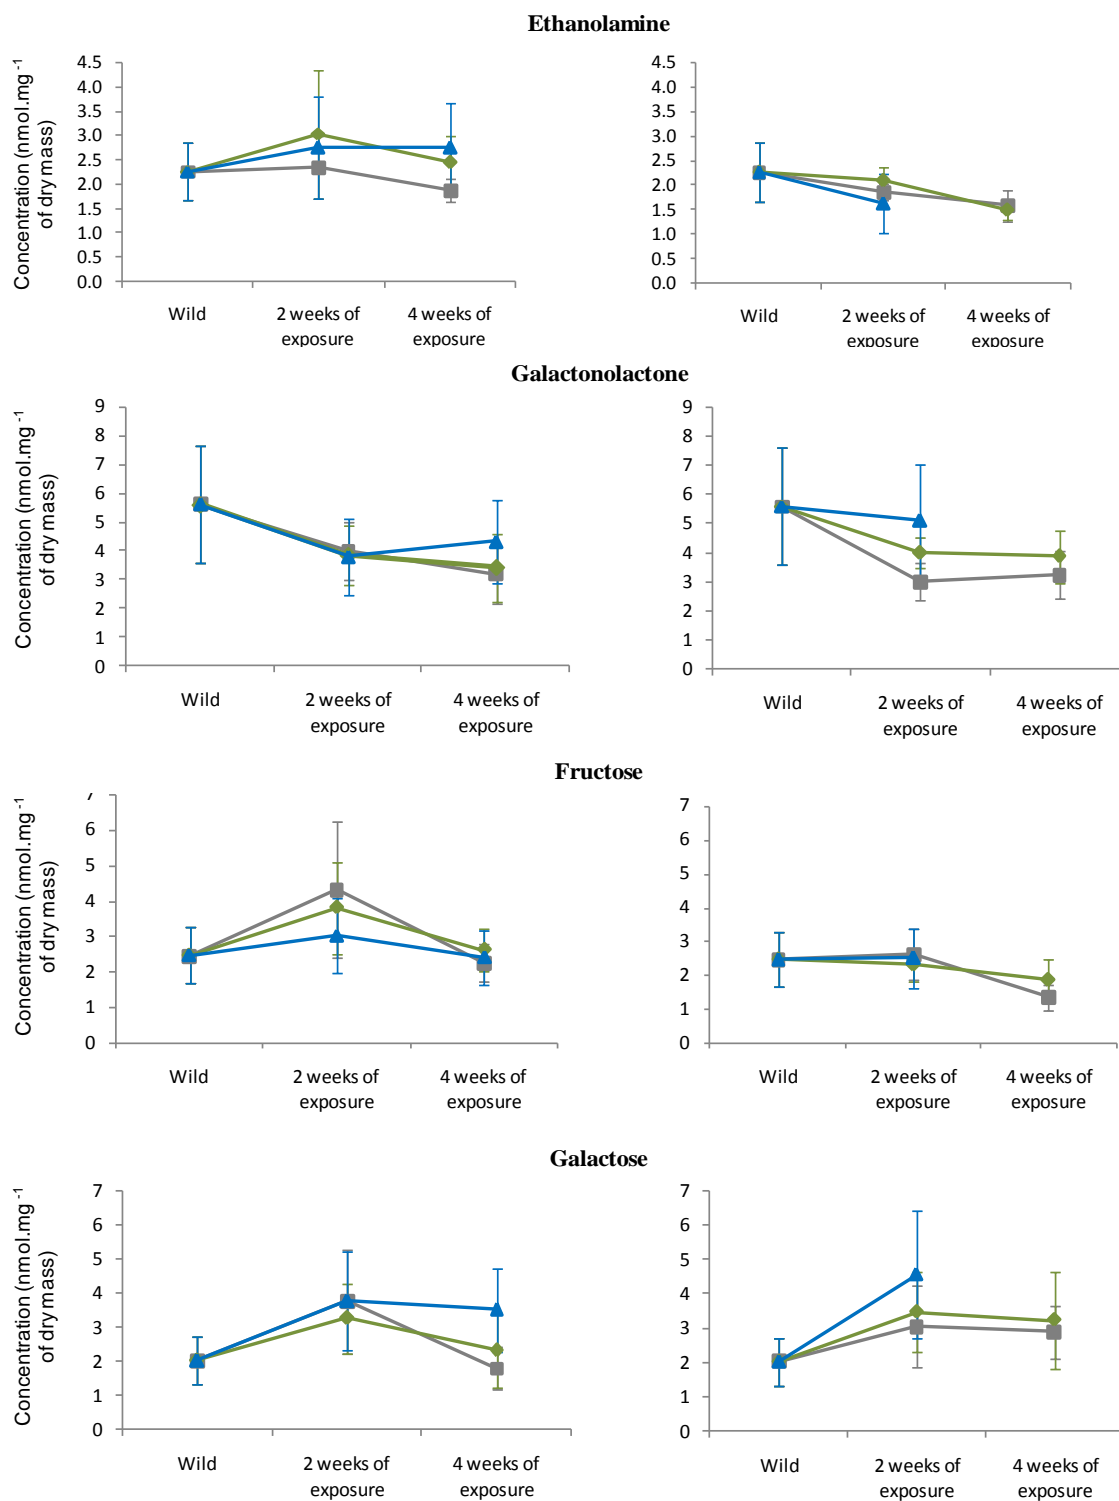 Ethanolamine
Concentration (nmol.mg⁻¹
of dry mass)
4.5
4.0
3.5
3.0
2.5
2.0
1.5
1.0
0.5
0.0
Wild
2 weeks of
exposure
4 weeks of
exposure
4.5
4.0
3.5
3.0
2.5
2.0
1.5
1.0
0.5
0.0
Wild
2 weeks of
exposure
4 weeks of
exposure
Galactonolactone
Concentration (nmol.mg⁻¹
of dry mass)
9
8
7
6
5
4
3
2
1
0
Wild
2 weeks of
exposure
4 weeks of
exposure
9
8
7
6
5
4
3
2
1
0
Wild
2 weeks of
exposure
4 weeks of
exposure
Fructose
Concentration (nmol.mg⁻¹
of dry mass)
7
6
5
4
3
2
1
0
Wild
2 weeks of
exposure
4 weeks of
exposure
7
6
5
4
3
2
1
0
Wild
2 weeks of
exposure
4 weeks of
exposure
Galactose
Concentration (nmol.mg⁻¹
of dry mass)
7
6
5
4
3
2
1
0
Wild
2 weeks of
exposure
4 weeks of
exposure
7
6
5
4
3
2
1
0
Wild
2 weeks of
exposure
4 weeks of
exposure